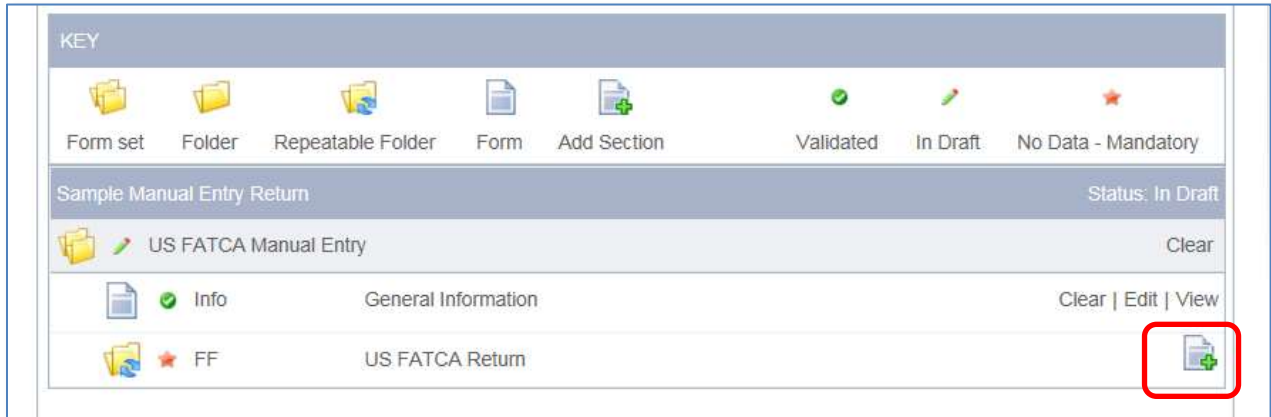 KEY
Form set Folder Repeatable Folder Form Add Section Validated In Draft No Data - Mandatory
Sample Manual Entry Return Status: In Draft
US FATCA Manual Entry Clear
Info General Information Clear | Edit | View
FF US FATCA Return